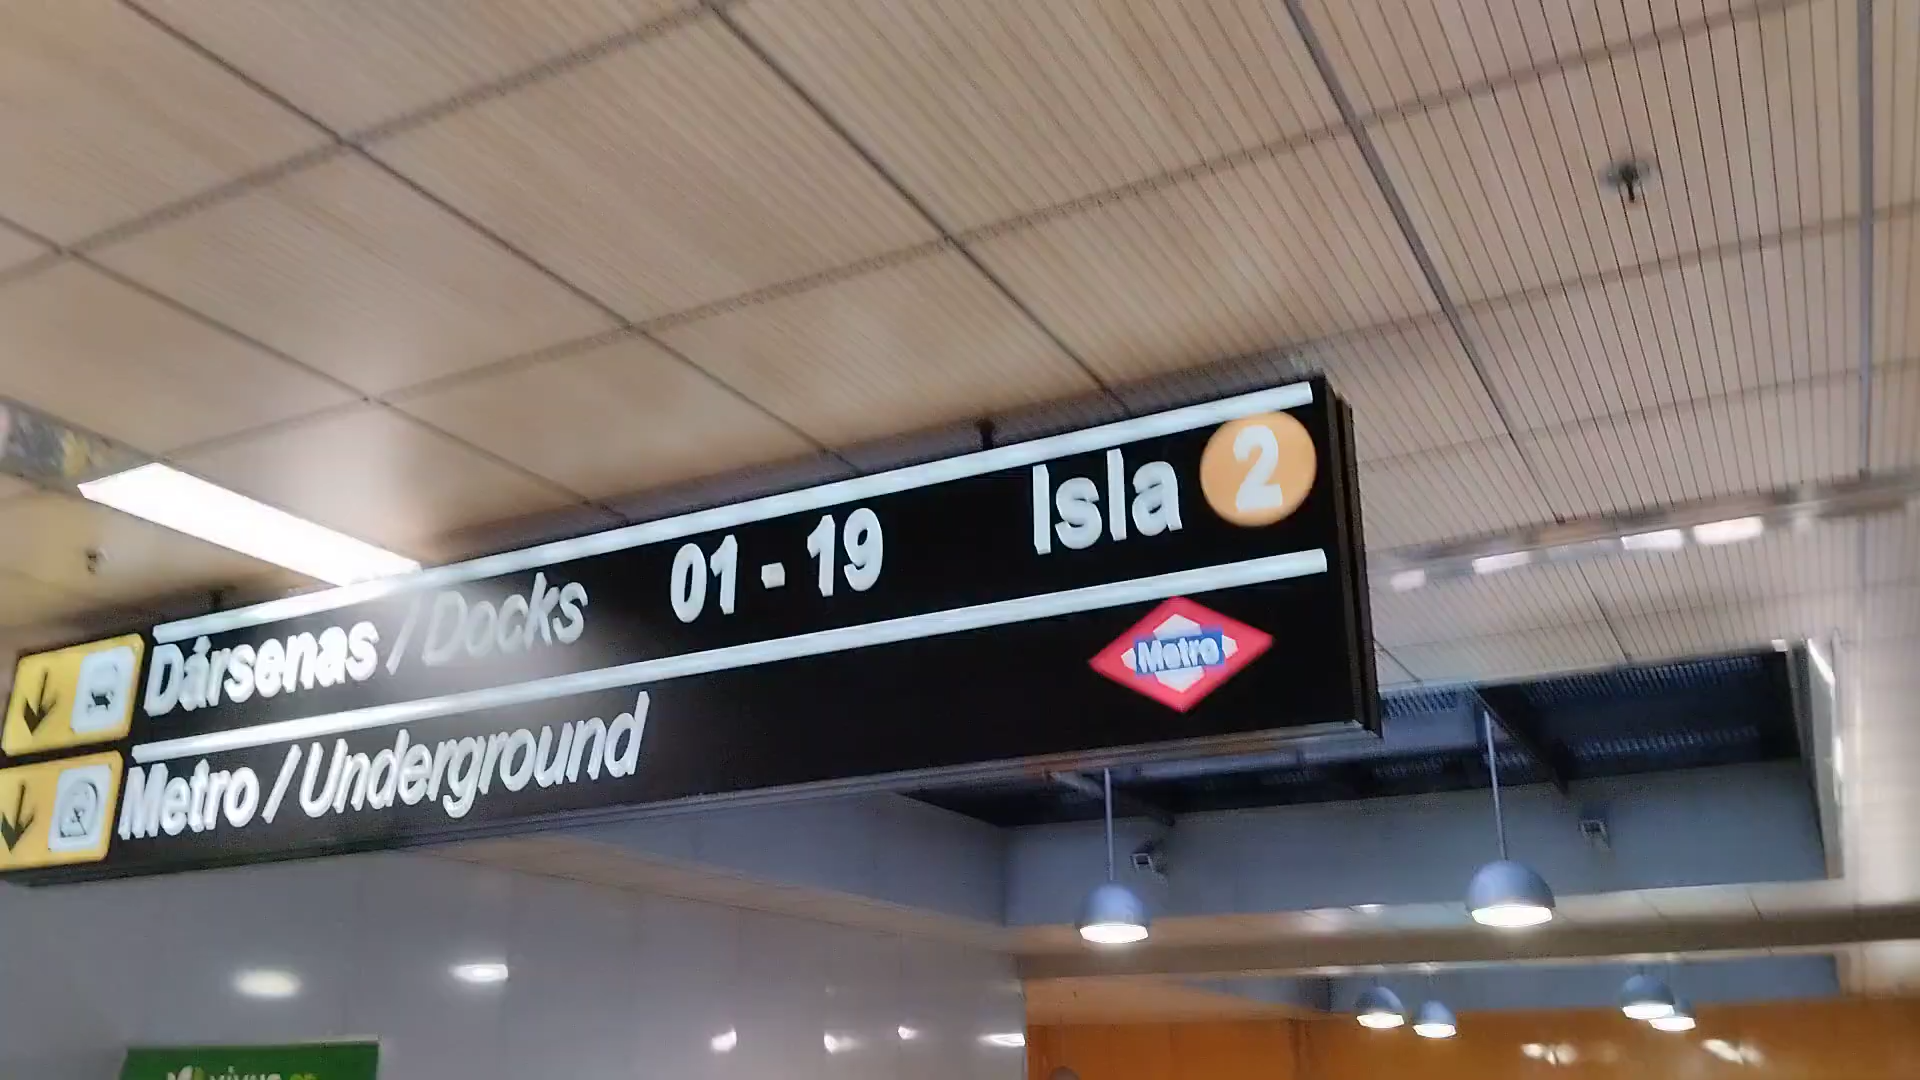 Dársenas / Docks 01 - 19 Isla 2
Metro / Underground Metro